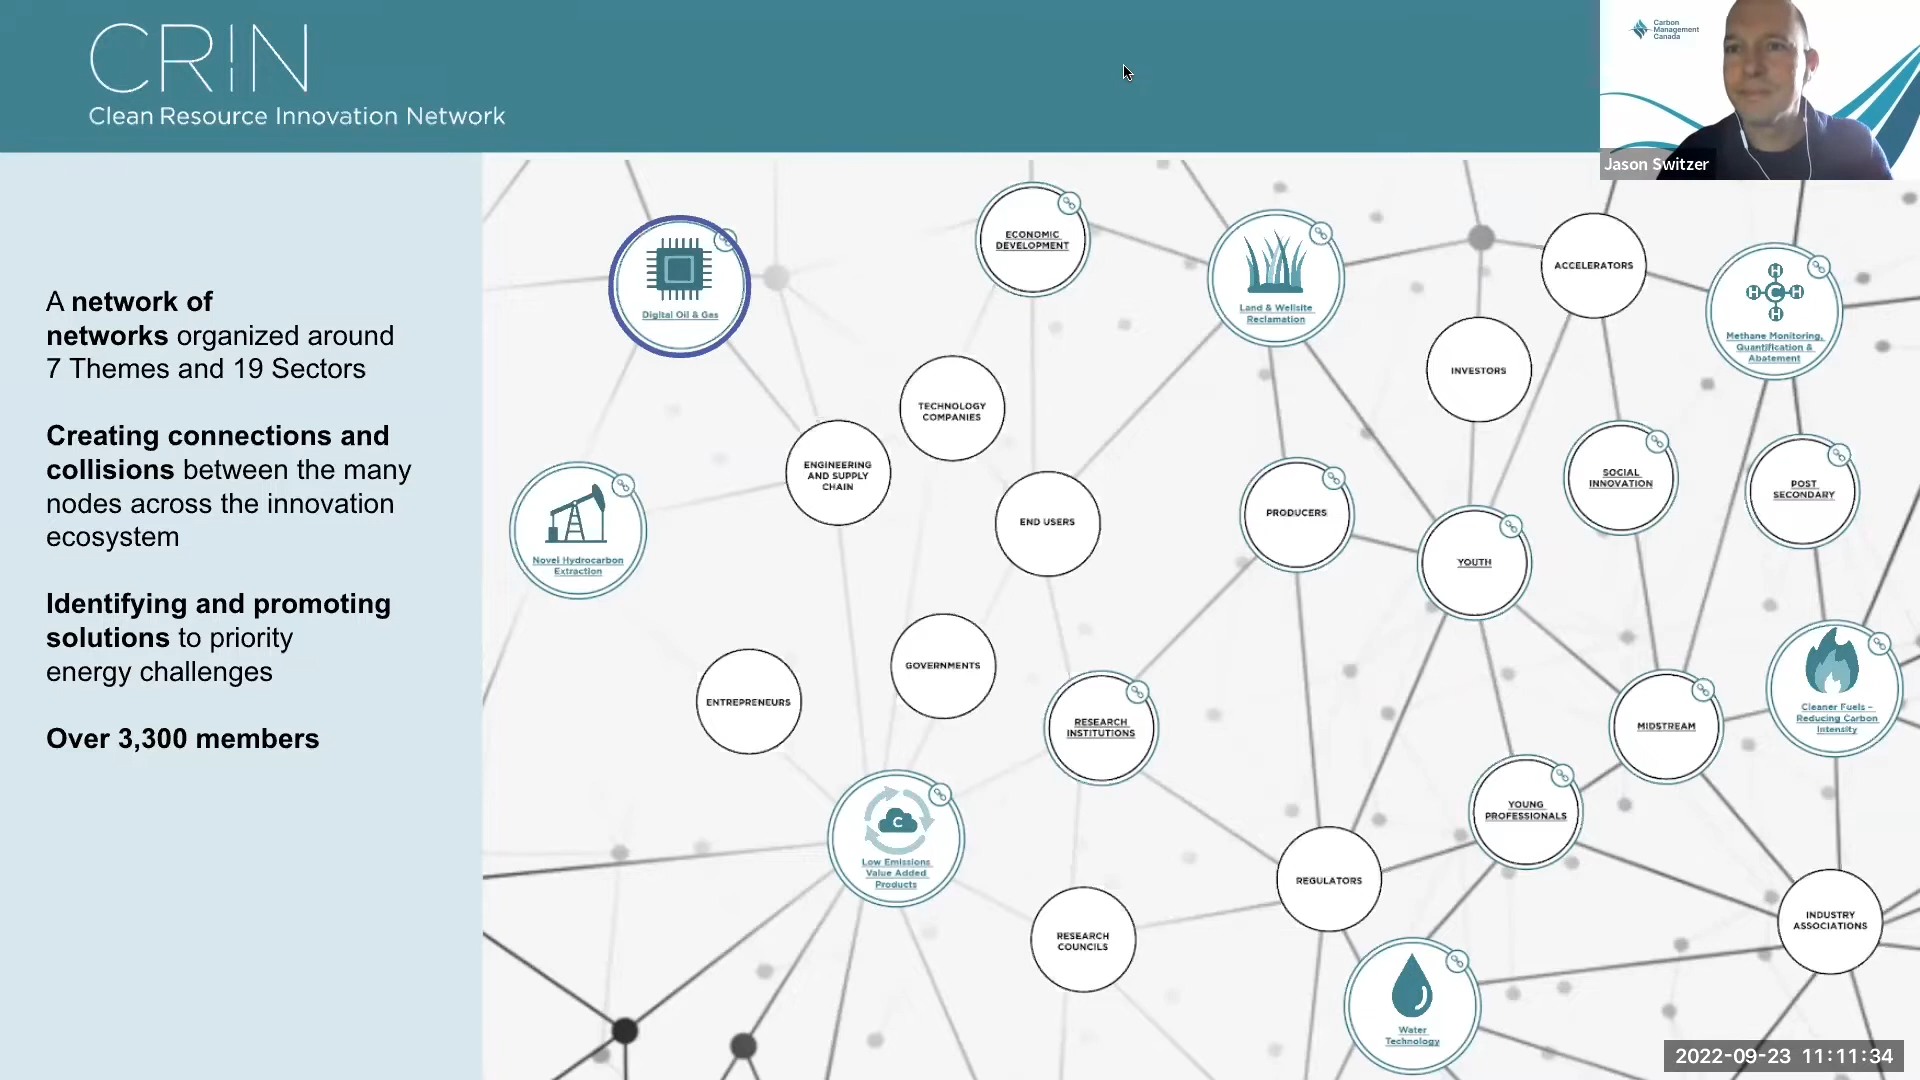 CRIN
Clean Resource Innovation Network
Carbon
Management
Canada
Jason Switzer
A network of
networks organized around
7 Themes and 19 Sectors
Creating connections and
collisions between the many
nodes across the innovation
ecosystem
Identifying and promoting
solutions to priority
energy challenges
Over 3,300 members
Digital Oil & Gas
ECONOMIC
DEVELOPMENT
Land & Wellsite
Reclamation
ACCELERATORS
H
H C H
H
Methane Monitoring,
Quantification &
Abatement
INVESTORS
TECHNOLOGY
COMPANIES
ENGINEERING
AND SUPPLY
CHAIN
SOCIAL
INNOVATION
POST
SECONDARY
END USERS
PRODUCERS
Novel Hydrocarbon
Extraction
YOUTH
GOVERNMENTS
ENTREPRENEURS
RESEARCH
INSTITUTIONS
MIDSTREAM
Cleaner Fuels –
Reducing Carbon
Intensity
YOUNG
PROFESSIONALS
C
Low Emissions
Value Added
Products
REGULATORS
RESEARCH
COUNCILS
INDUSTRY
ASSOCIATIONS
Water
Technology
2022-09-23 11:11:34